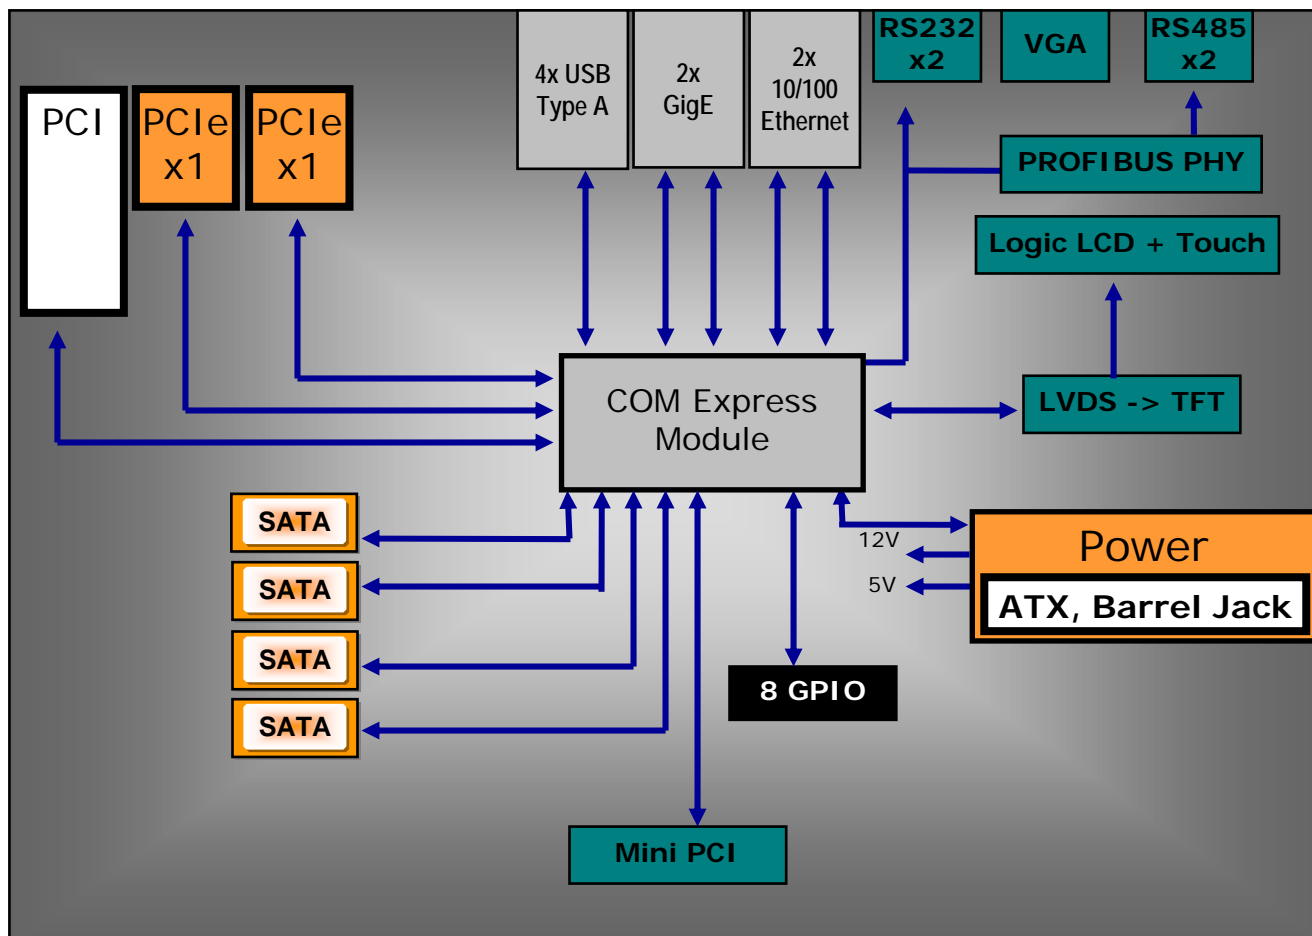 4x USB
Type A
2x
GigE
2x
10/100
Ethernet
RS232
x2
VGA
RS485
x2
PCI
PCIe
x1
PCIe
x1
PROFIBUS PHY
Logic LCD + Touch
COM Express
Module
LVDS -> TFT
SATA
SATA
SATA
SATA
12V
5V
Power
ATX, Barrel Jack
8 GPIO
Mini PCI